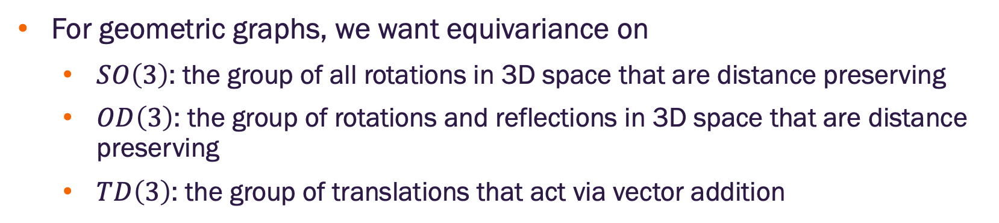 • For geometric graphs, we want equivariance on
• SO(3): the group of all rotations in 3D space that are distance preserving
• OD(3): the group of rotations and reflections in 3D space that are distance
preserving
• TD(3): the group of translations that act via vector addition